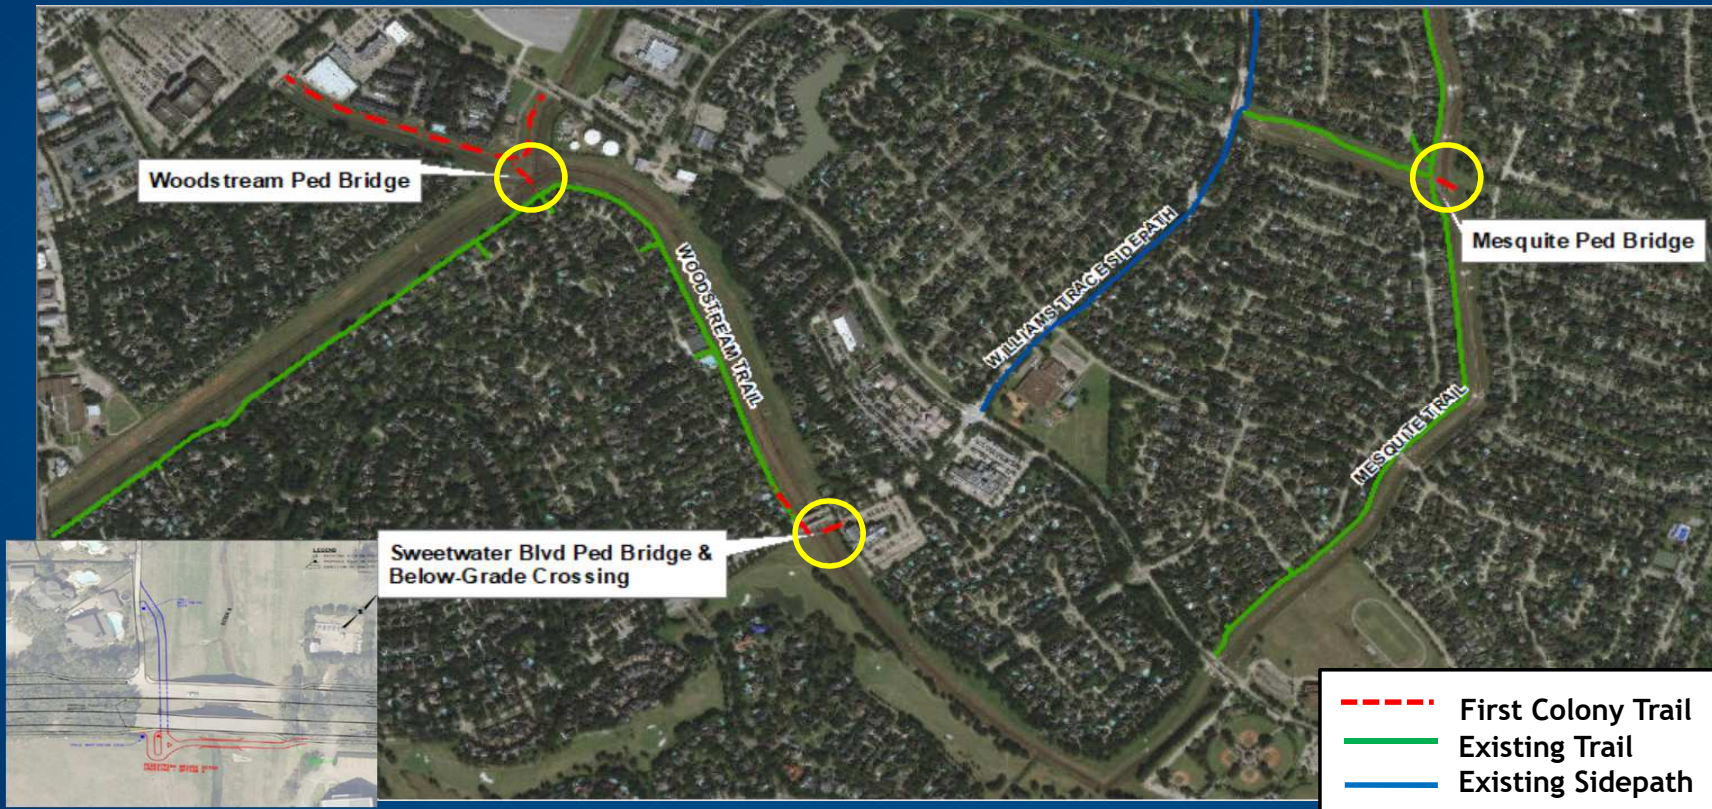 Woodstream Ped Bridge
WOODSTREAM TRAIL
WILLIAMS TRACE SIDEPATH
Mesquite Ped Bridge
MESQUITE TRAIL
Sweetwater Blvd Ped Bridge &
Below-Grade Crossing
LEGEND
First Colony Trail
Existing Trail
Existing Sidepath